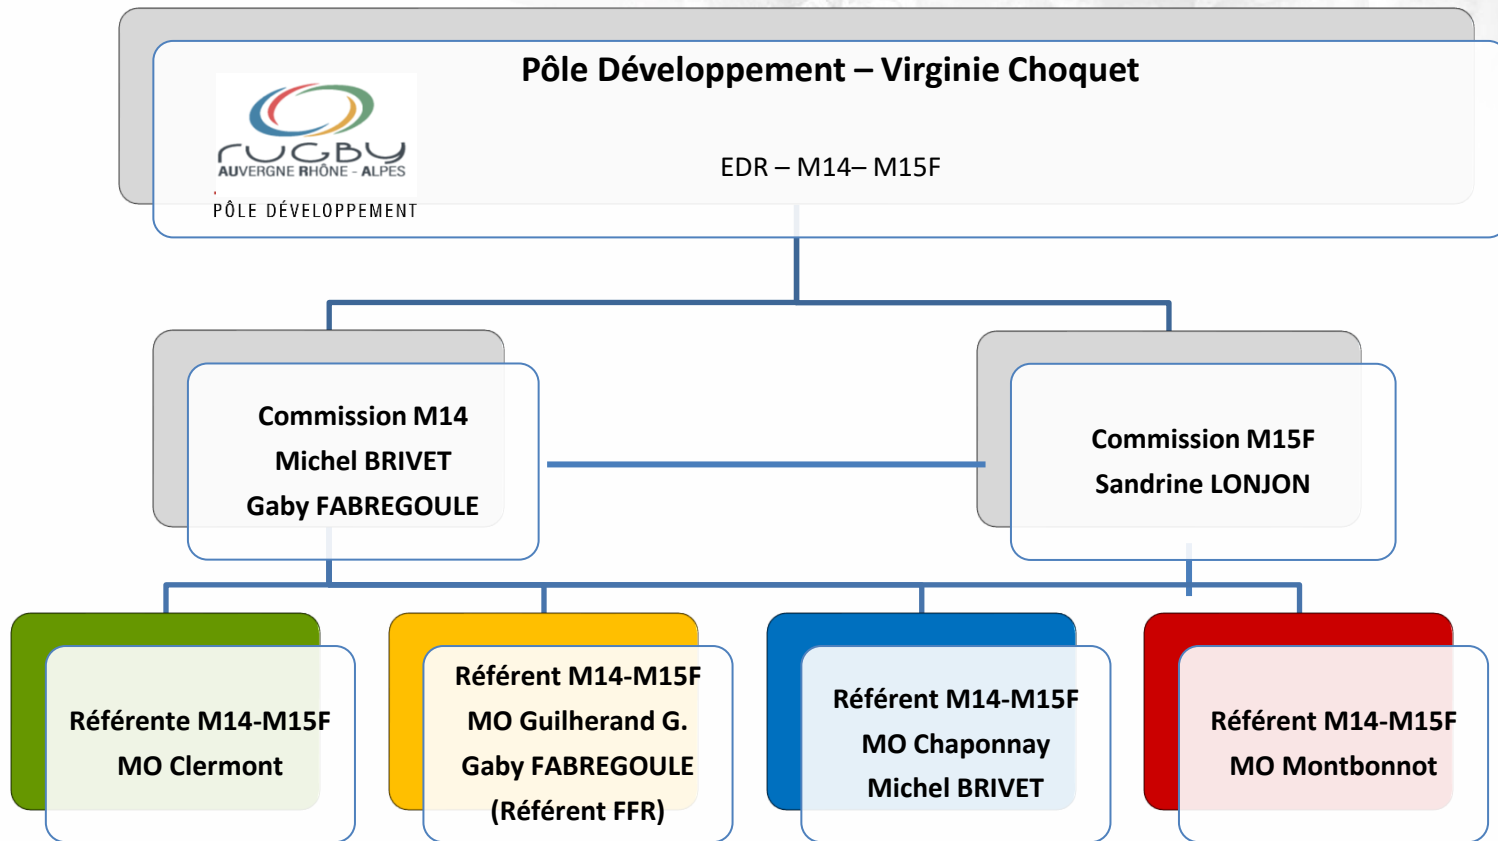 Pôle Développement – Virginie Choquet
RUGBY
AUVERGNE RHÔNE - ALPES
PÔLE DÉVELOPPEMENT
EDR – M14– M15F
Commission M14
Michel BRIVET
Gaby FABREGOULE
Commission M15F
Sandrine LONJON
Référente M14-M15F
MO Clermont
Référent M14-M15F
MO Guilherand G.
Gaby FABREGOULE
(Référent FFR)
Référent M14-M15F
MO Chaponnay
Michel BRIVET
Référent M14-M15F
MO Montbonnot